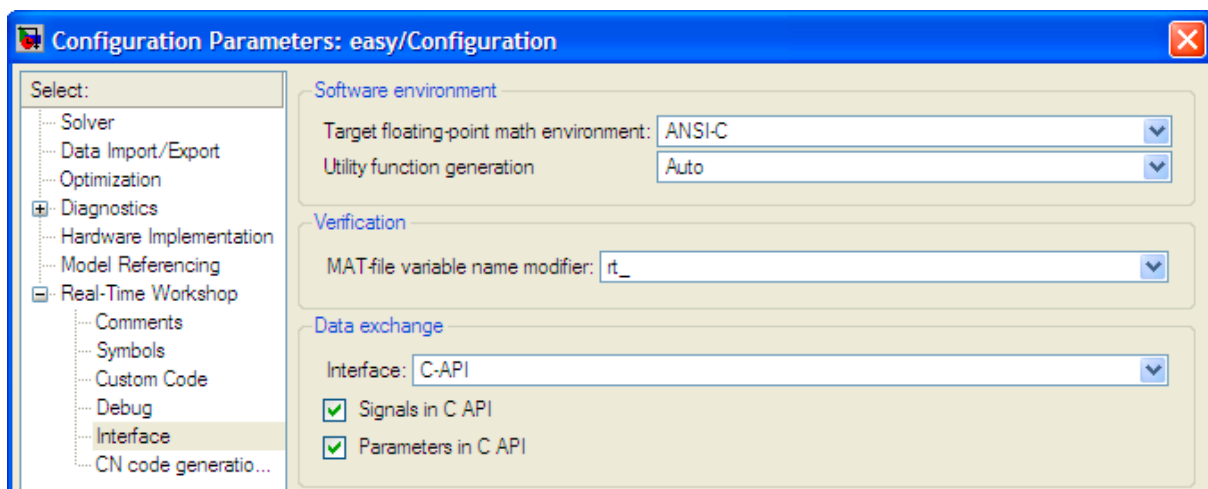 Configuration Parameters: easy/Configuration
Select:
Solver
Data Import/Export
Optimization
Diagnostics
Hardware Implementation
Model Referencing
Real-Time Workshop
Comments
Symbols
Custom Code
Debug
Interface
CN code generatio...
Software environment
Target floating-point math environment: ANSI-C
Utility function generation Auto
Verification
MAT-file variable name modifier: rt_
Data exchange
Interface: C-API
Signals in C API
Parameters in C API